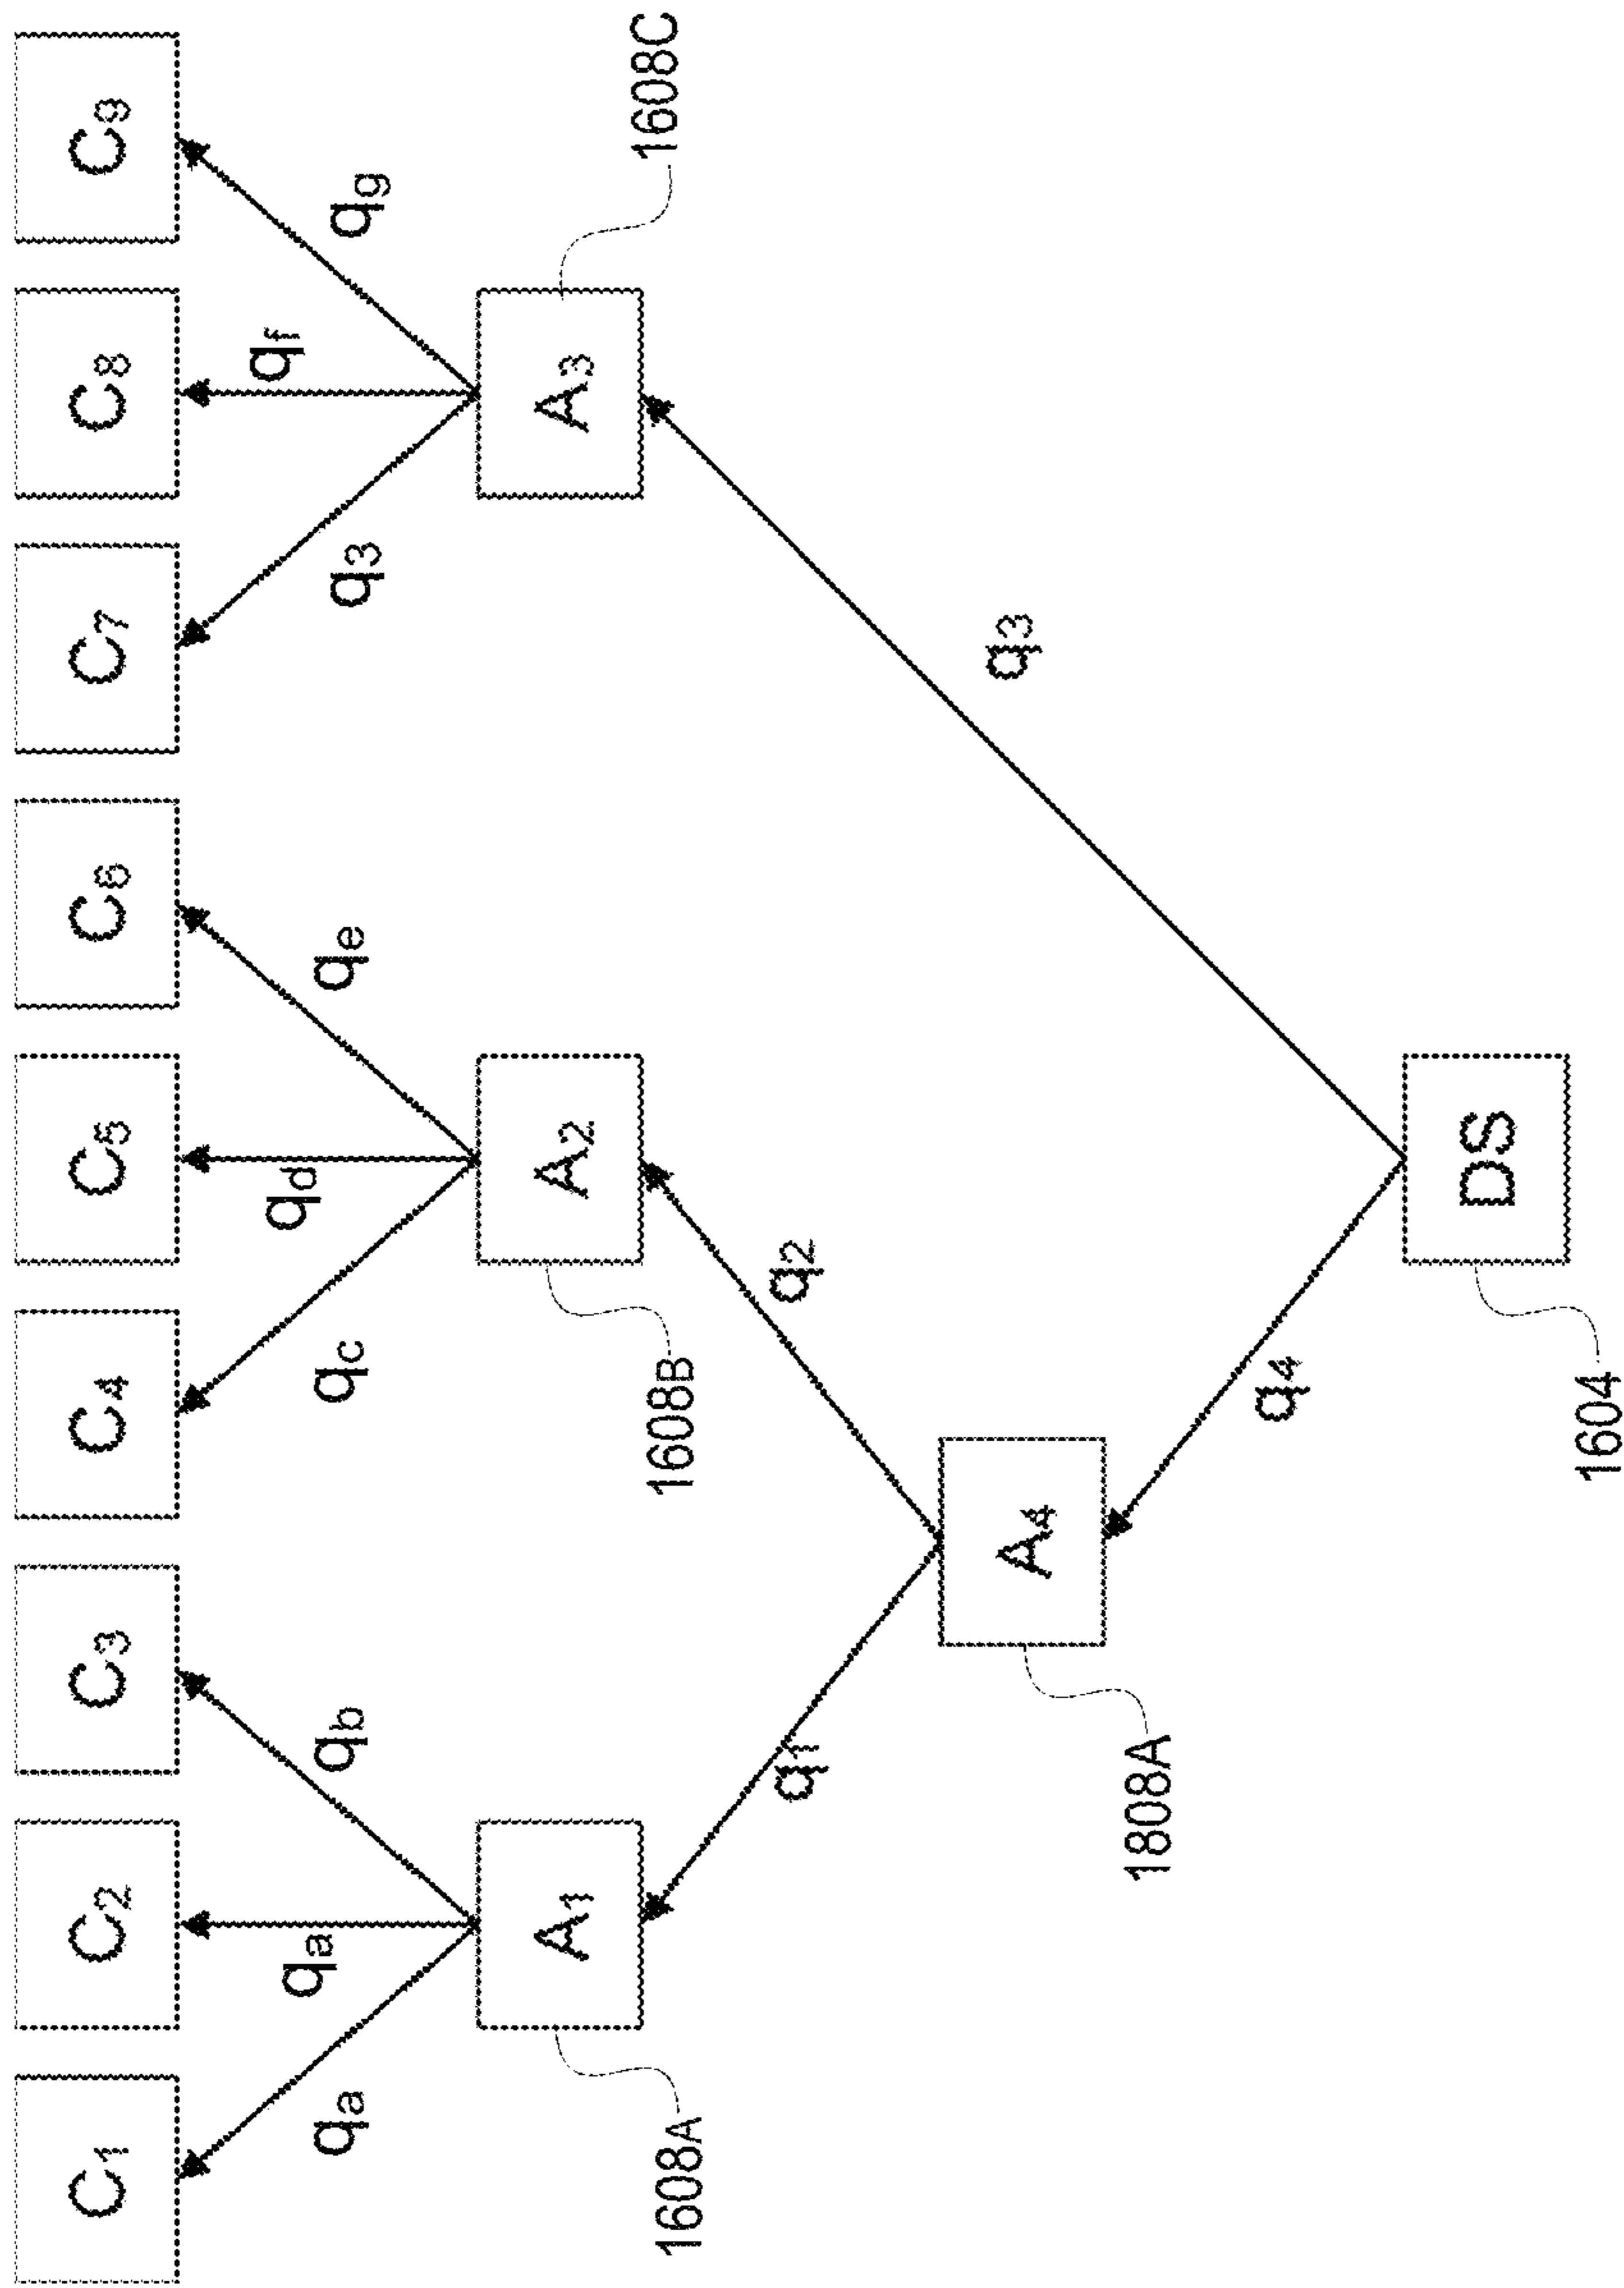 C1 C2 C3 C4 C5 C6 C7 C8 C9
qa qa qb qc qd qe q3 qf qg
A1 A2 A3
1608A 1608B 1608C
q1 q2 q3
A4
1808A
q4
DS
1604